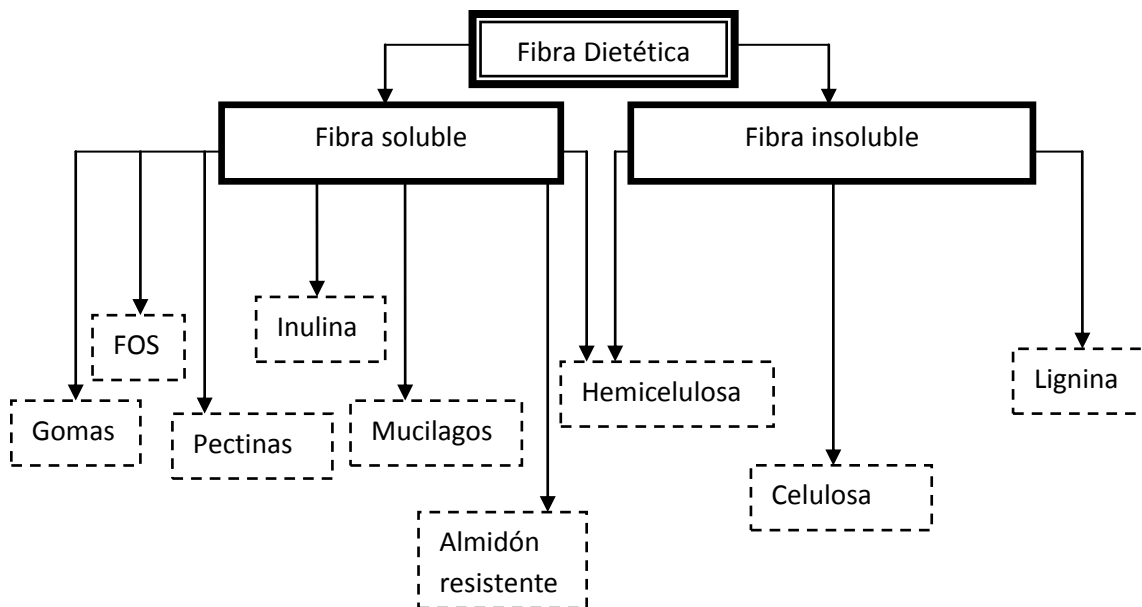 Fibra Dietética
Fibra soluble
Fibra insoluble
FOS
Inulina
Hemicelulosa
Lignina
Gomas
Pectinas
Mucilagos
Celulosa
Almidón
resistente